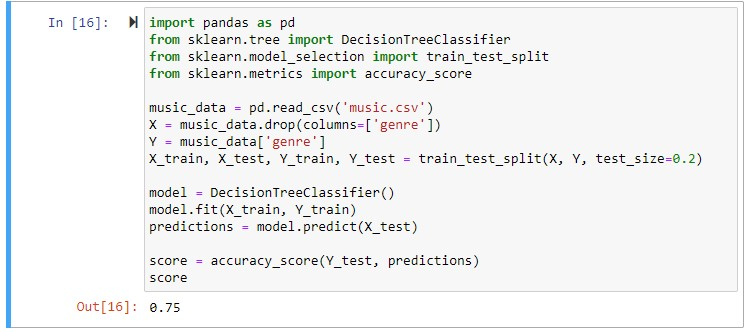 In [16]:
import pandas as pd
from sklearn.tree import DecisionTreeClassifier
from sklearn.model_selection import train_test_split
from sklearn.metrics import accuracy_score

music_data = pd.read_csv('music.csv')
X = music_data.drop(columns=['genre'])
Y = music_data['genre']
X_train, X_test, Y_train, Y_test = train_test_split(X, Y, test_size=0.2)

model = DecisionTreeClassifier()
model.fit(X_train, Y_train)
predictions = model.predict(X_test)

score = accuracy_score(Y_test, predictions)
score
Out[16]: 0.75